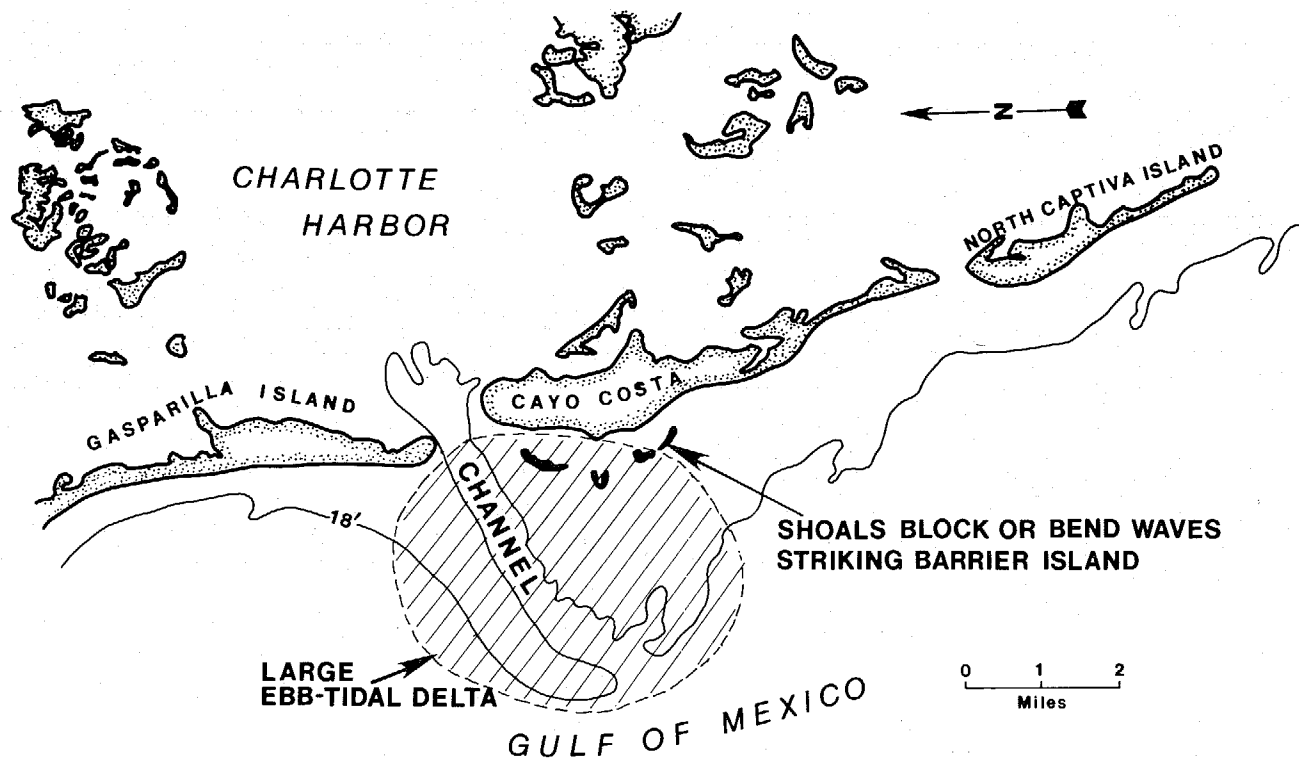 CHARLOTTE
HARBOR
N
NORTH CAPTIVA ISLAND
GASPARILLA ISLAND
CAYO COSTA
CHANNEL
18'
SHOALS BLOCK OR BEND WAVES
STRIKING BARRIER ISLAND
LARGE
EBB-TIDAL DELTA
0 1 2
Miles
GULF OF MEXICO